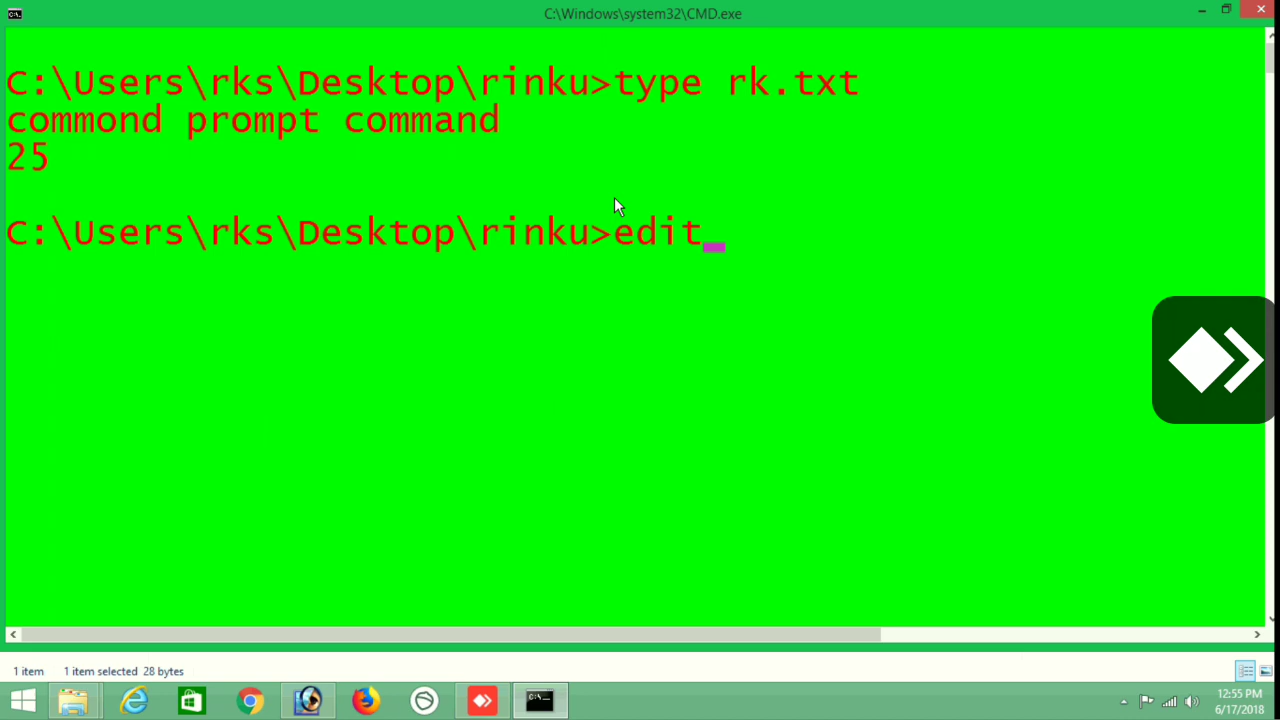 C:\Windows\system32\CMD.exe
C:\Users\rks\Desktop\rinku>type rk.txt
commond prompt command
25
C:\Users\rks\Desktop\rinku>edit_
1 item 1 item selected 28 bytes
12:55 PM
6/17/2018